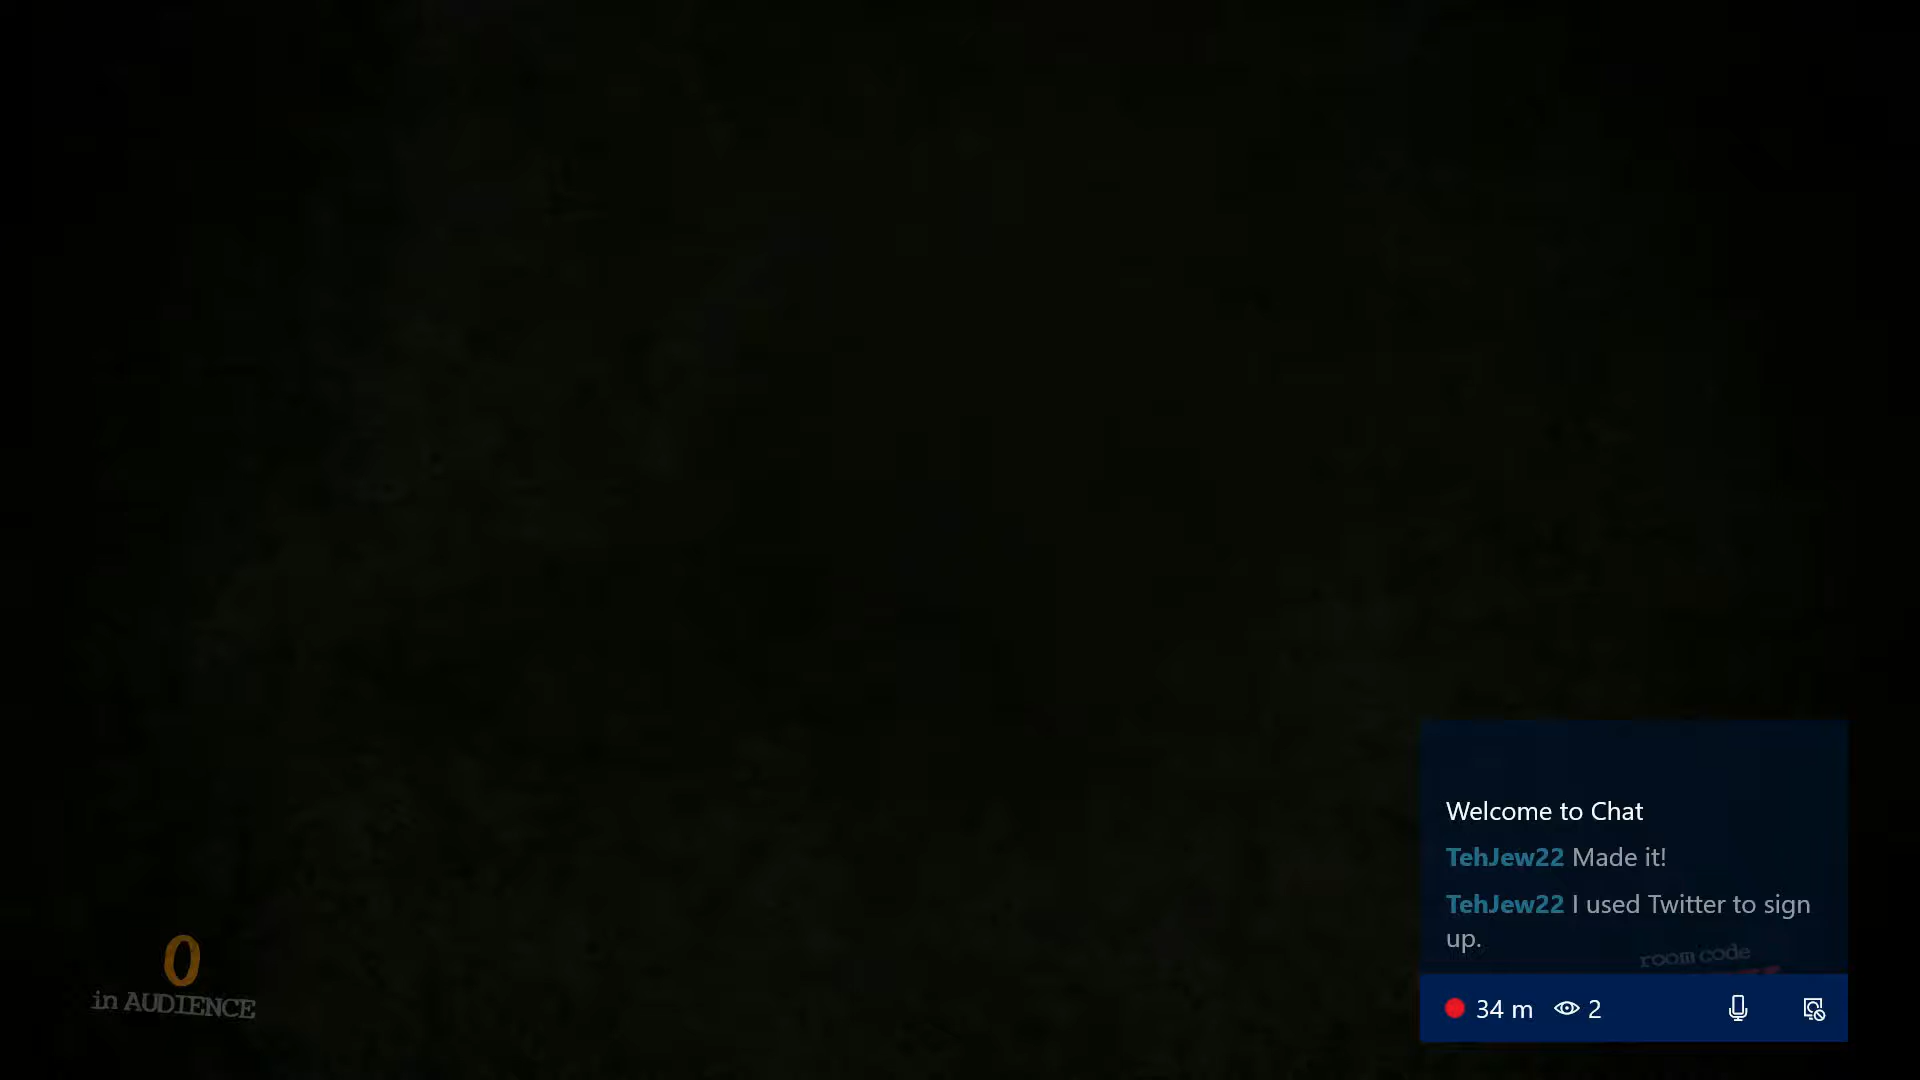 Welcome to Chat
TehJew22 Made it!
TehJew22 I used Twitter to sign
up.
room code
34 m 2
0
in AUDIENCE